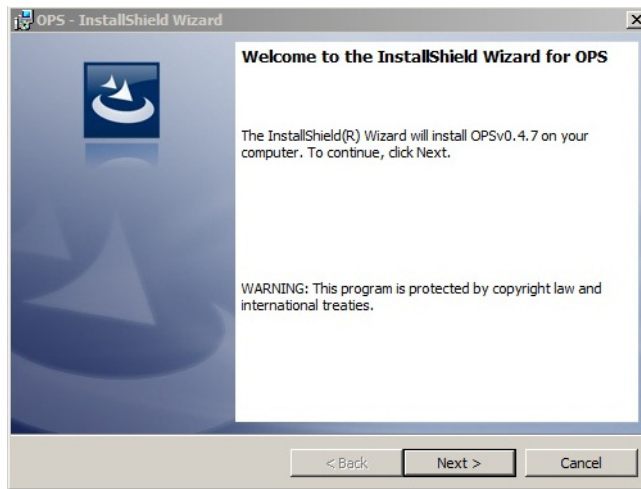 OPS - InstallShield Wizard
Welcome to the InstallShield Wizard for OPS
The InstallShield(R) Wizard will install OPSv0.4.7 on your
computer. To continue, click Next.
WARNING: This program is protected by copyright law and
international treaties.
< Back
Next >
Cancel